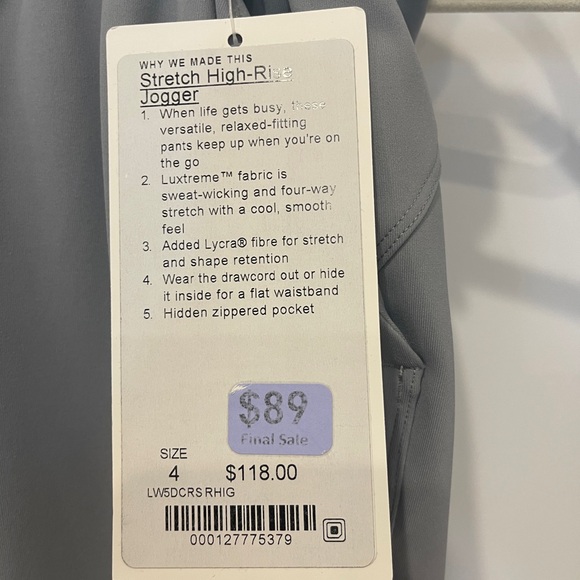 WHY WE MADE THIS
Stretch High-Rise
Jogger
1. When life gets busy, these
versatile, relaxed-fitting
pants keep up when you're on
the go
2. Luxtreme™ fabric is
sweat-wicking and four-way
stretch with a cool, smooth
feel
3. Added Lycra® fibre for stretch
and shape retention
4. Wear the drawcord out or hide
it inside for a flat waistband
5. Hidden zippered pocket
$89
Final Sale
SIZE
4 $118.00
LW5DCRS RHIG
000127775379